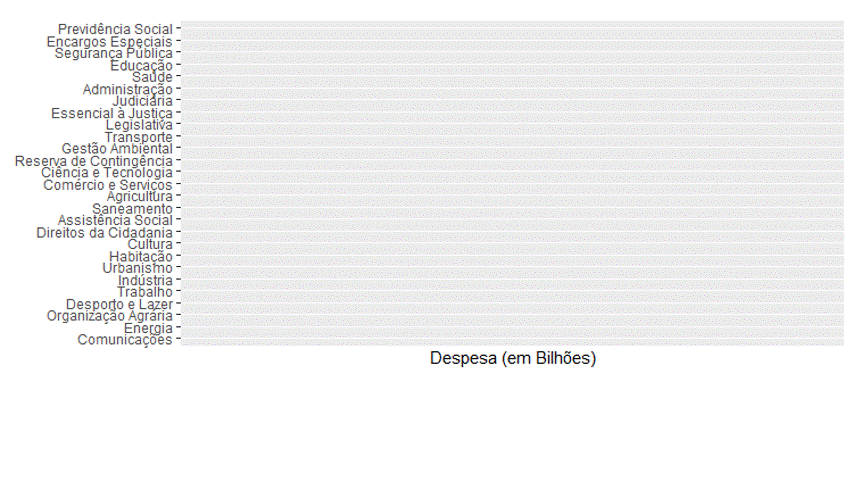 Previdência Social
Encargos Especiais
Segurança Pública
Educação
Saúde
Administração
Judiciária
Essencial à Justiça
Legislativa
Transporte
Gestão Ambiental
Reserva de Contingência
Ciência e Tecnologia
Comércio e Serviços
Agricultura
Saneamento
Assistência Social
Direitos da Cidadania
Cultura
Habitação
Urbanismo
Indústria
Trabalho
Desporto e Lazer
Organização Agrária
Energia
Comunicações
Despesa (em Bilhões)